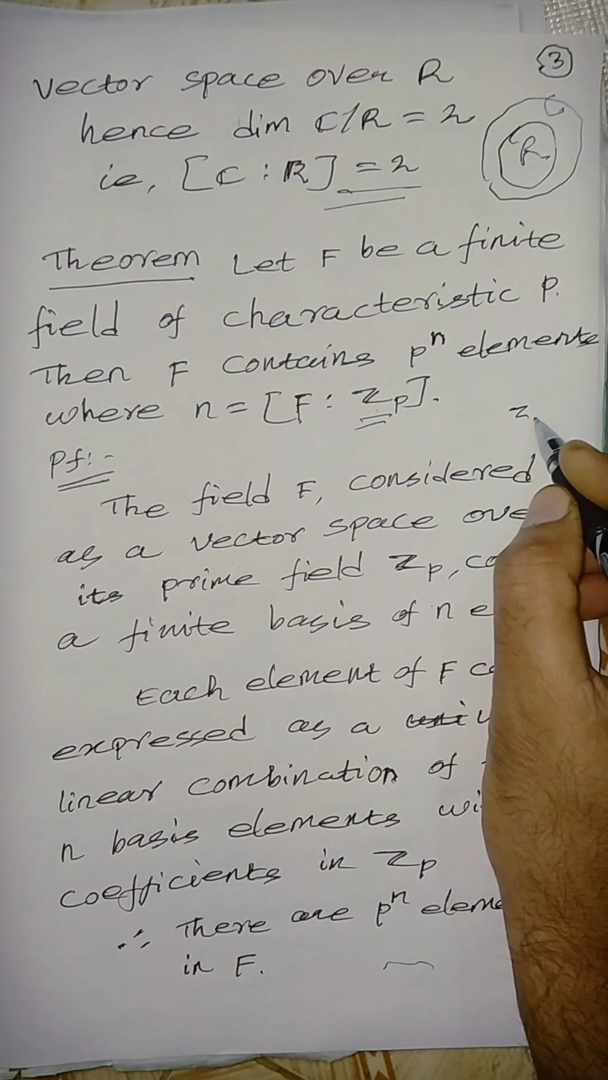 3
vector space over R
hence dim C/R = 2
C
R
ie, [C : R] = 2
Theorem Let F be a finite
field of characteristic p.
Then F contains pⁿ elements
where n = [F : Zp].
Z
Pf:-
The field F, considered
as a vector space ove
its prime field Zp, co
a finite basis of n e
Each element of F c
expressed as a
linear combination of
n basis elements wi
coefficients in Zp
∴ There are pⁿ eleme
in F.